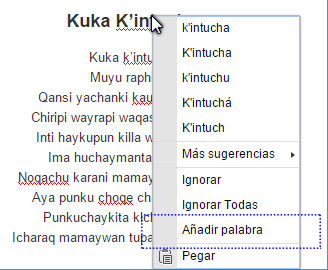 Kuka K'int
Kuka k'intu
Muyu raph
Qansi yachanki kau
Chiripi wayrapi waqas
Inti haykupun killa w
Ima huchaymanta
Noqachu karani mamay
Aya punku choqe ch
Punkuchaykita kich
Icharaq mamaywan tupa
k'intucha
K'intucha
k'intuchu
K'intuchá
K'intuch
Más sugerencias
Ignorar
Ignorar Todas
Añadir palabra
Pegar